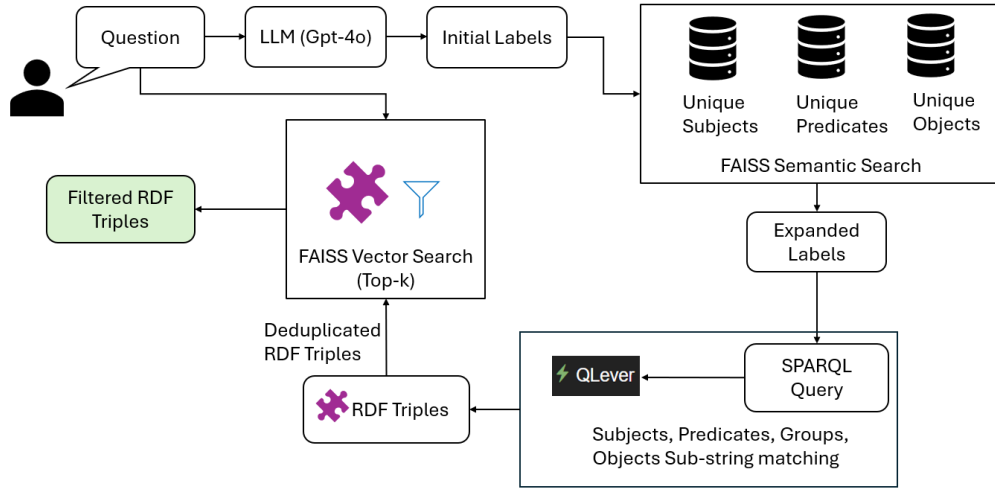 Question
LLM (Gpt-4o)
Initial Labels
Unique
Subjects
Unique
Predicates
Unique
Objects
FAISS Semantic Search
Filtered RDF
Triples
FAISS Vector Search
(Top-k)
Expanded
Labels
Deduplicated
RDF Triples
QLever
SPARQL
Query
RDF Triples
Subjects, Predicates, Groups,
Objects Sub-string matching